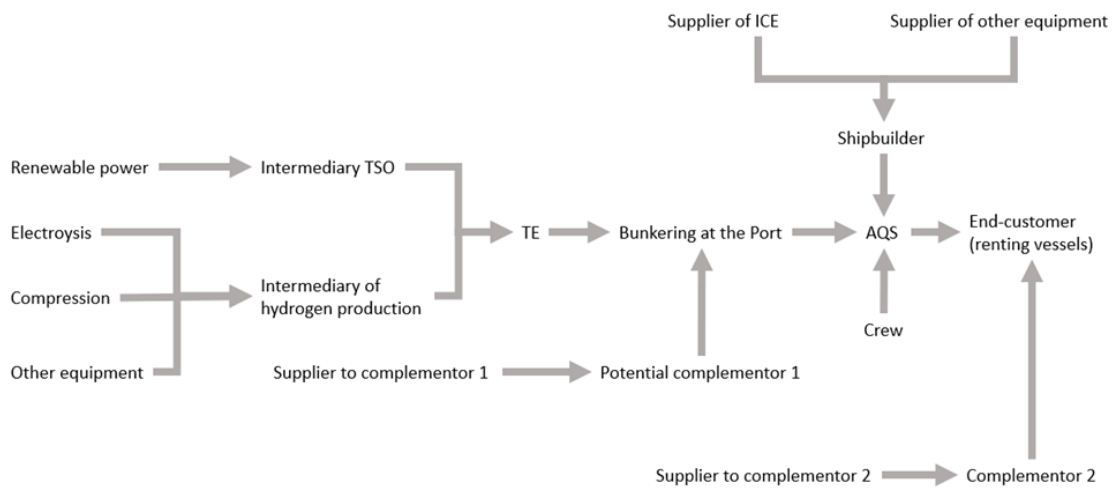 Supplier of ICE
Supplier of other equipment
Shipbuilder
Renewable power
Intermediary TSO
Electroysis
TE
Bunkering at the Port
AQS
End-customer
(renting vessels)
Compression
Intermediary of
hydrogen production
Crew
Other equipment
Supplier to complementor 1
Potential complementor 1
Supplier to complementor 2
Complementor 2